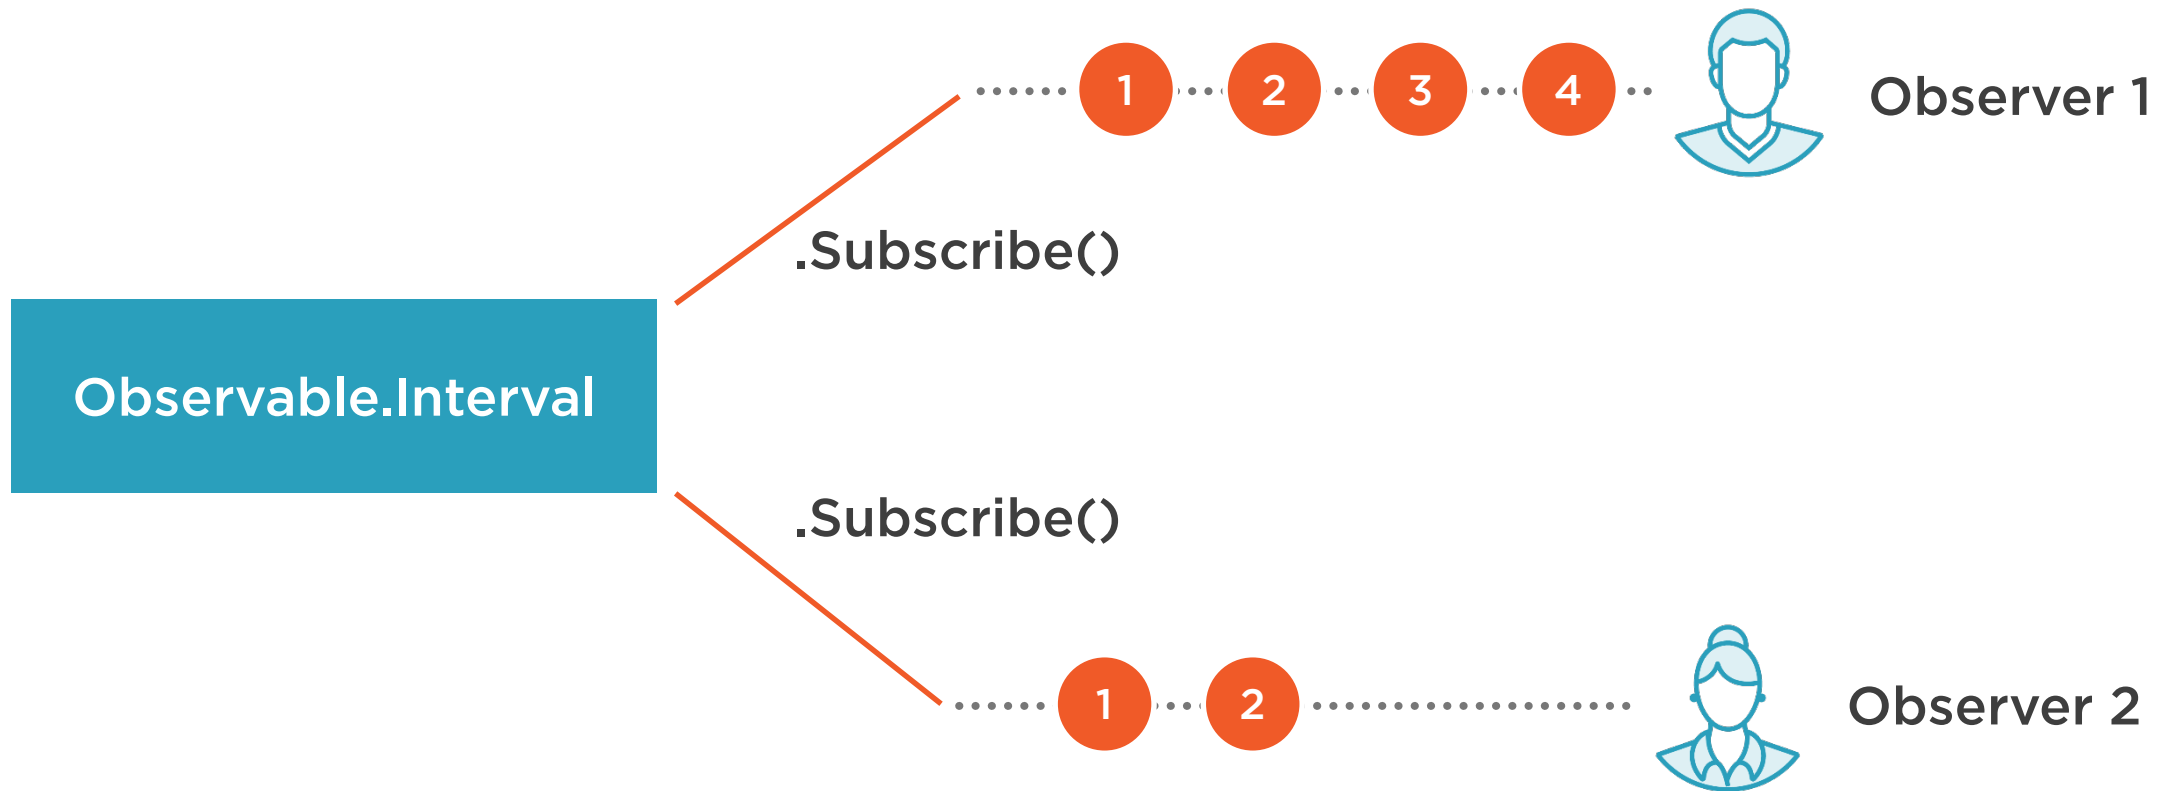 1 2 3 4
Observer 1
.Subscribe()
Observable.Interval
.Subscribe()
1 2
Observer 2